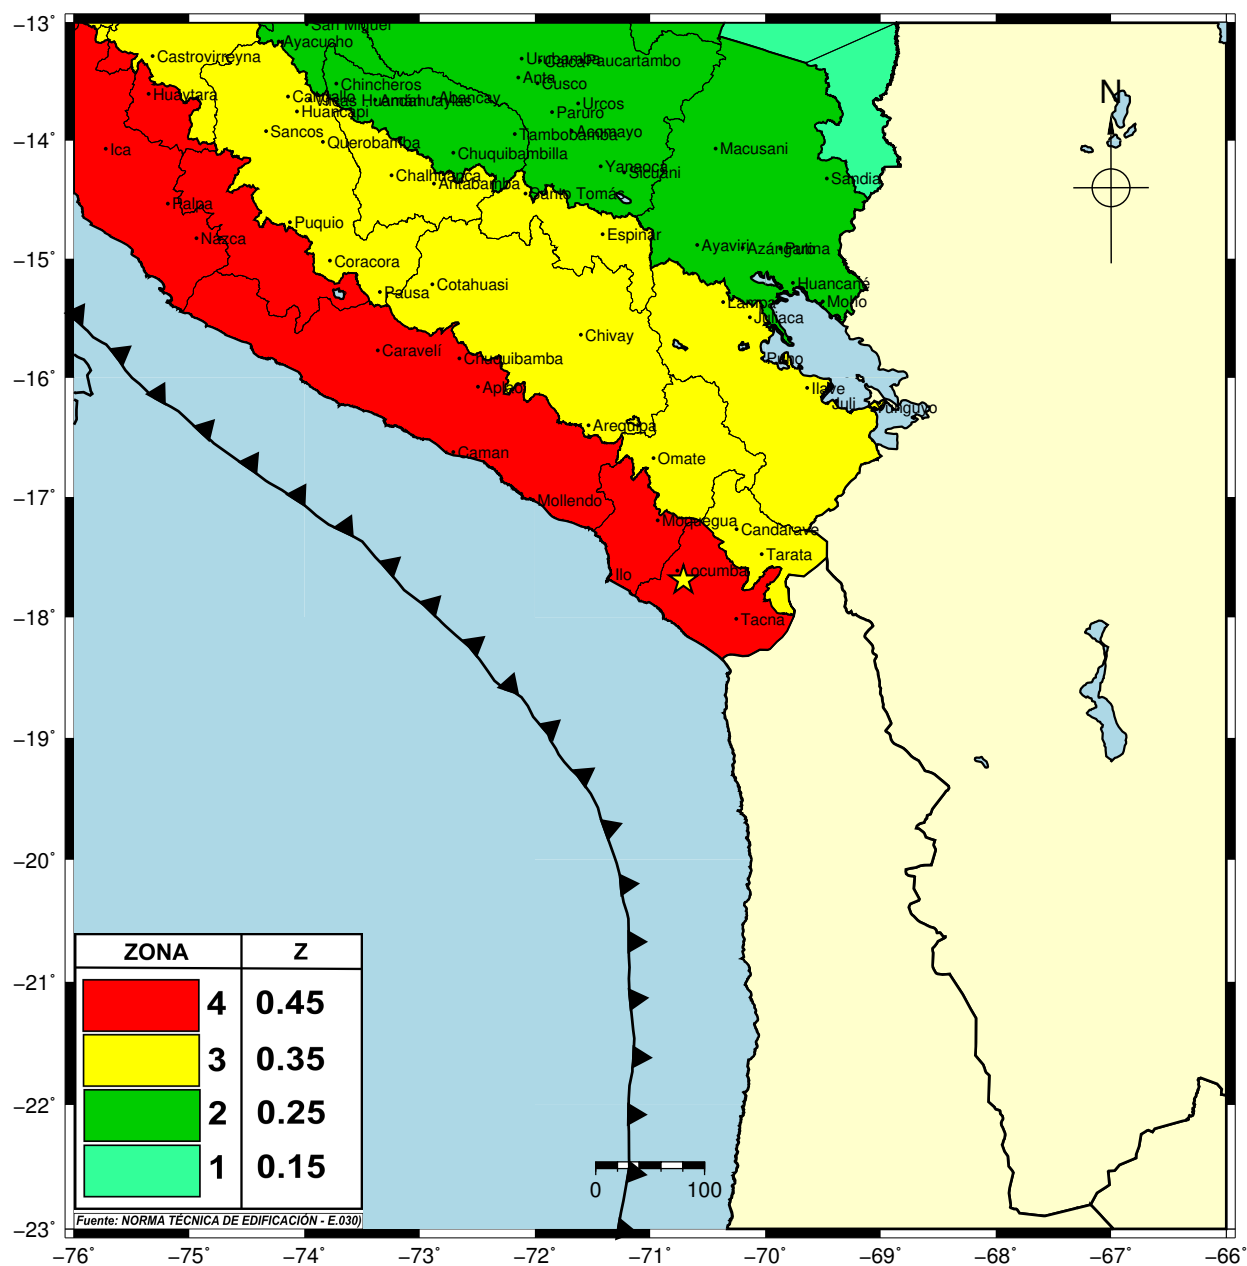 −13°
San Miguel
Ayacucho
Castrovirreyna
Urubamba
Calca
Paucartambo
Anta
Cusco
Chincheros
Huaytara
Cangallo
Vilcas Huamán
Andahuaylas
Abancay
Urcos
Huancapi
Paruro
N
Sancos
Querobamba
Tambobamba
Acomayo
−14°
Ica
Chuquibambilla
Macusani
Yanaoca
Sicuani
Chalhuanca
Antabamba
Sandia
Santo Tomás
Palpa
Puquio
Nazca
Espinar
Ayaviri
Azángaro
Putina
−15°
Coracora
Cotahuasi
Pausa
Huancané
Lampa
Moho
Juliaca
Chivay
Caravelí
Chuquibamba
Puno
−16°
Aplao
Ilave
Juli
Yunguyo
Arequipa
Caman
Omate
−17°
Mollendo
Moquegua
Candarave
Tarata
Ilo
Locumba
−18°
Tacna
−19°
−20°
−21°
−22°
−23°
ZONA Z
4 0.45
3 0.35
2 0.25
1 0.15
Fuente: NORMA TÉCNICA DE EDIFICACIÓN - E.030)
0 100
−76° −75° −74° −73° −72° −71° −70° −69° −68° −67° −66°